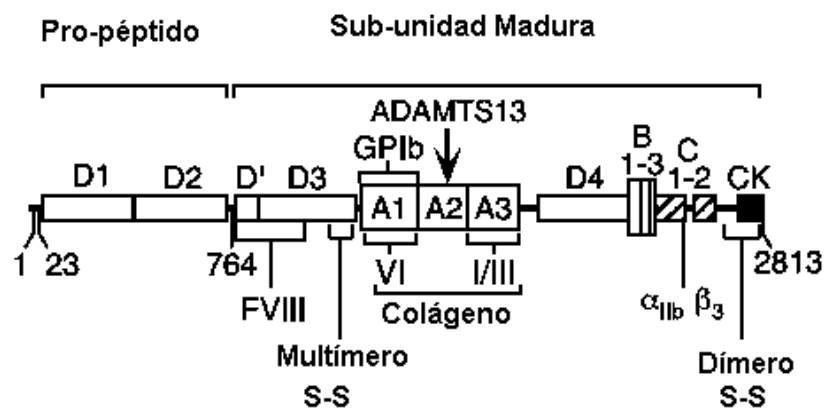 Pro-péptido
Sub-unidad Madura
ADAMTS13
GPIb
B
1-3
C
1-2
CK
D1
D2
D'
D3
A1
A2
A3
D4
1
23
764
2813
VI
I/III
FVIII
Colágeno
αIIb β3
Multímero
S-S
Dímero
S-S